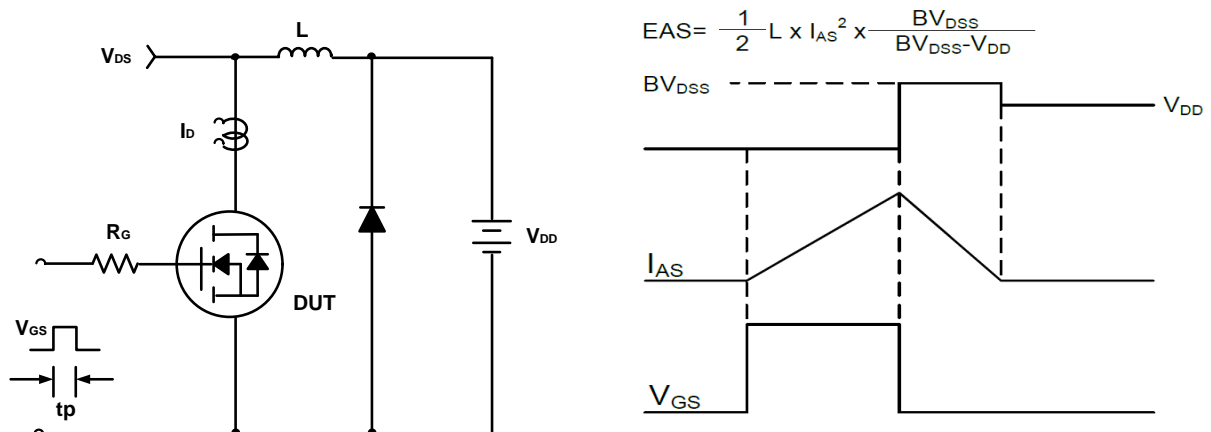 L
VDS
ID
RG
VDD
DUT
VGS
tp
EAS= 1/2 L x IAS² x BVDSS/BVDSS-VDD
BVDSS
VDD
IAS
VGS